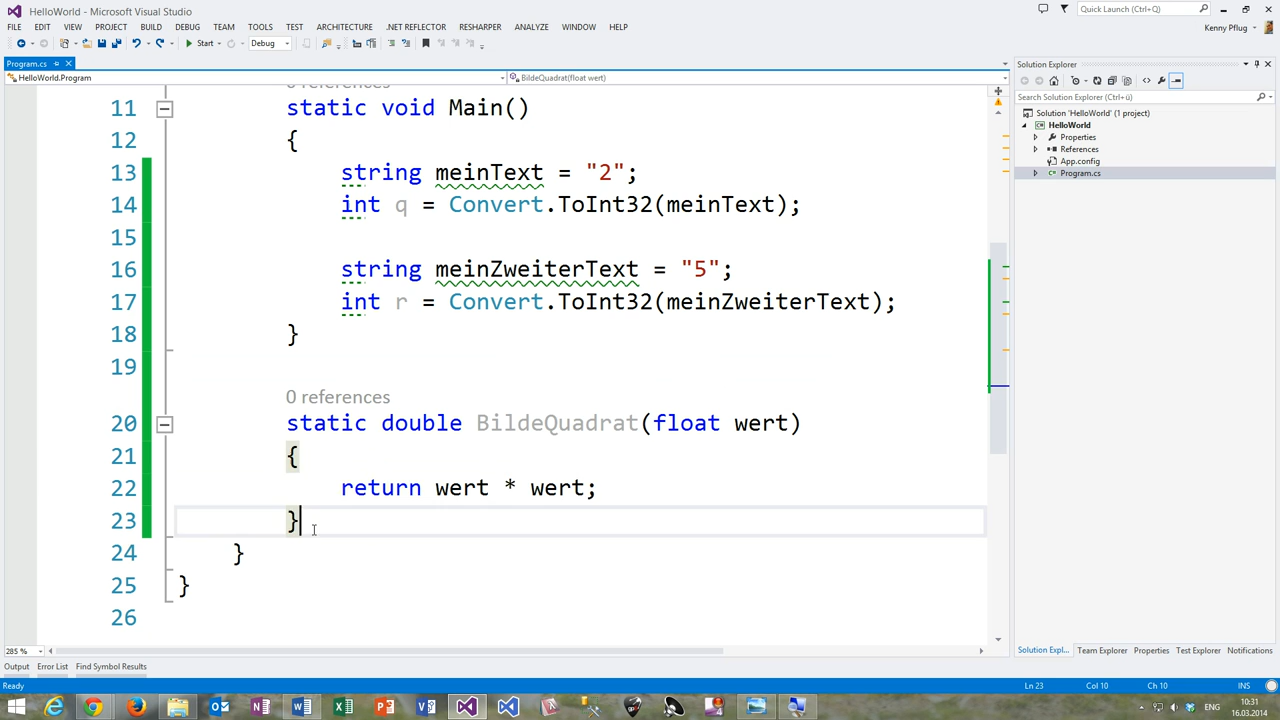 HelloWorld - Microsoft Visual Studio
Quick Launch (Ctrl+Q)
FILE EDIT VIEW PROJECT BUILD DEBUG TEAM TOOLS TEST ARCHITECTURE .NET REFLECTOR RESHARPER ANALYZE WINDOW HELP
Kenny Pflug
Start Debug
Program.cs
Solution Explorer
HelloWorld.Program
BildeQuadrat(float wert)
Search Solution Explorer (Ctrl+ü)
Solution 'HelloWorld' (1 project)
HelloWorld
Properties
References
App.config
Program.cs
0 references
11 static void Main()
12 {
13 string meinText = "2";
14 int q = Convert.ToInt32(meinText);
15
16 string meinZweiterText = "5";
17 int r = Convert.ToInt32(meinZweiterText);
18 }
19
0 references
20 static double BildeQuadrat(float wert)
21 {
22 return wert * wert;
23 }
24 }
25 }
26
285 %
Solution Expl... Team Explorer Properties Test Explorer Notifications
Output Error List Find Symbol Results
Ready Ln 23 Col 10 Ch 10 INS
ENG
10:31
16.03.2014